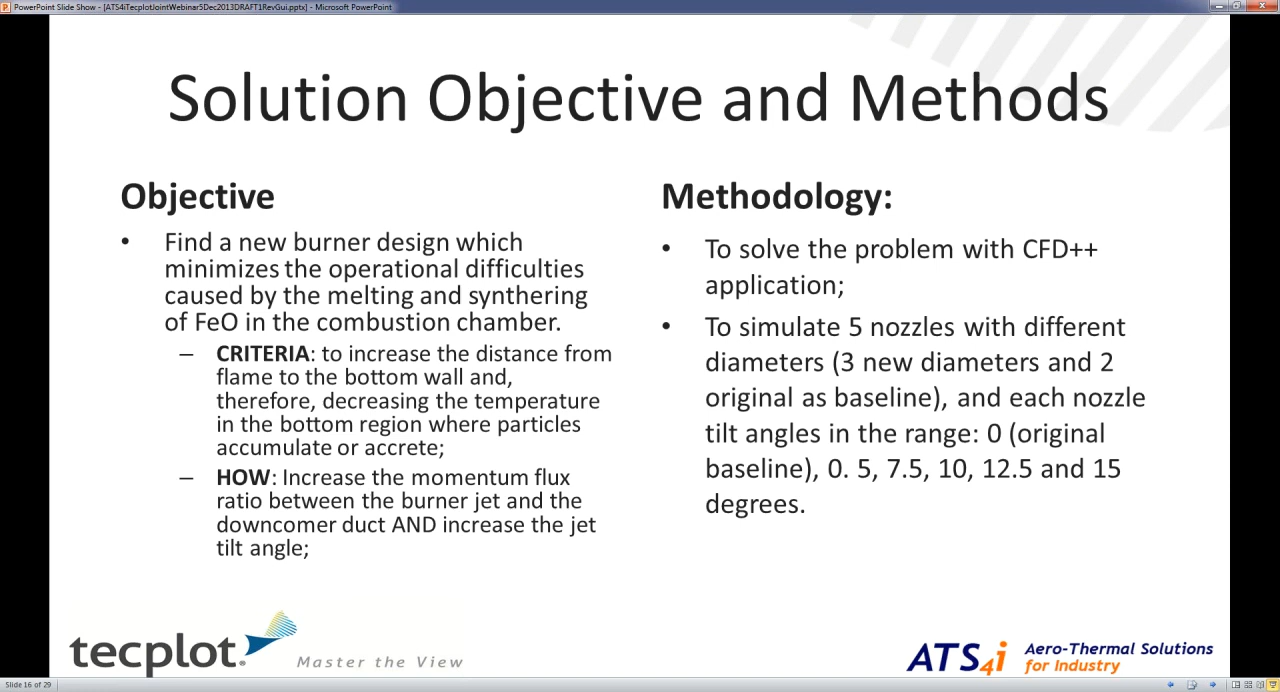 PowerPoint Slide Show - [ATS4iTecplotJointWebinar5Dec2013DRAFT1RevGui.pptx] - Microsoft PowerPoint
Solution Objective and Methods
Objective
• Find a new burner design which
minimizes the operational difficulties
caused by the melting and synthering
of FeO in the combustion chamber.
– CRITERIA: to increase the distance from
flame to the bottom wall and,
therefore, decreasing the temperature
in the bottom region where particles
accumulate or accrete;
– HOW: Increase the momentum flux
ratio between the burner jet and the
downcomer duct AND increase the jet
tilt angle;
Methodology:
• To solve the problem with CFD++
application;
• To simulate 5 nozzles with different
diameters (3 new diameters and 2
original as baseline), and each nozzle
tilt angles in the range: 0 (original
baseline), 0. 5, 7.5, 10, 12.5 and 15
degrees.
tecplot. Master the View
ATS4i Aero-Thermal Solutions
for Industry
Slide 16 of 29